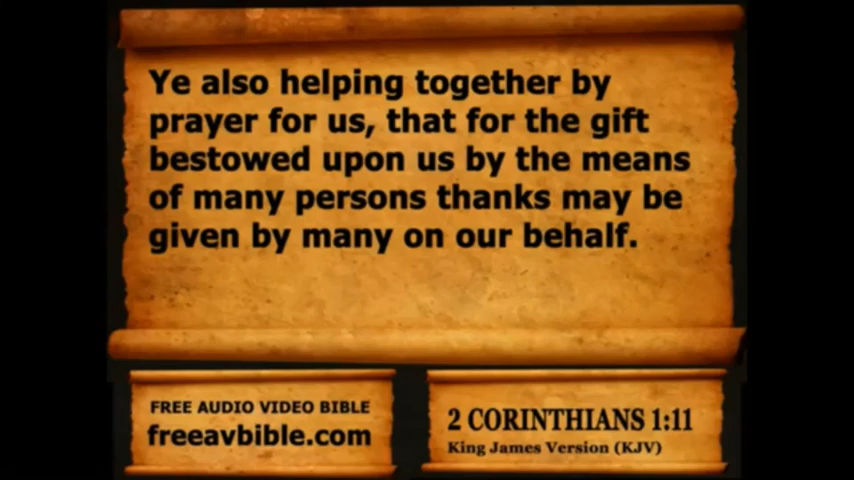 Ye also helping together by
prayer for us, that for the gift
bestowed upon us by the means
of many persons thanks may be
given by many on our behalf.
FREE AUDIO VIDEO BIBLE
freeavbible.com
2 CORINTHIANS 1:11
King James Version (KJV)